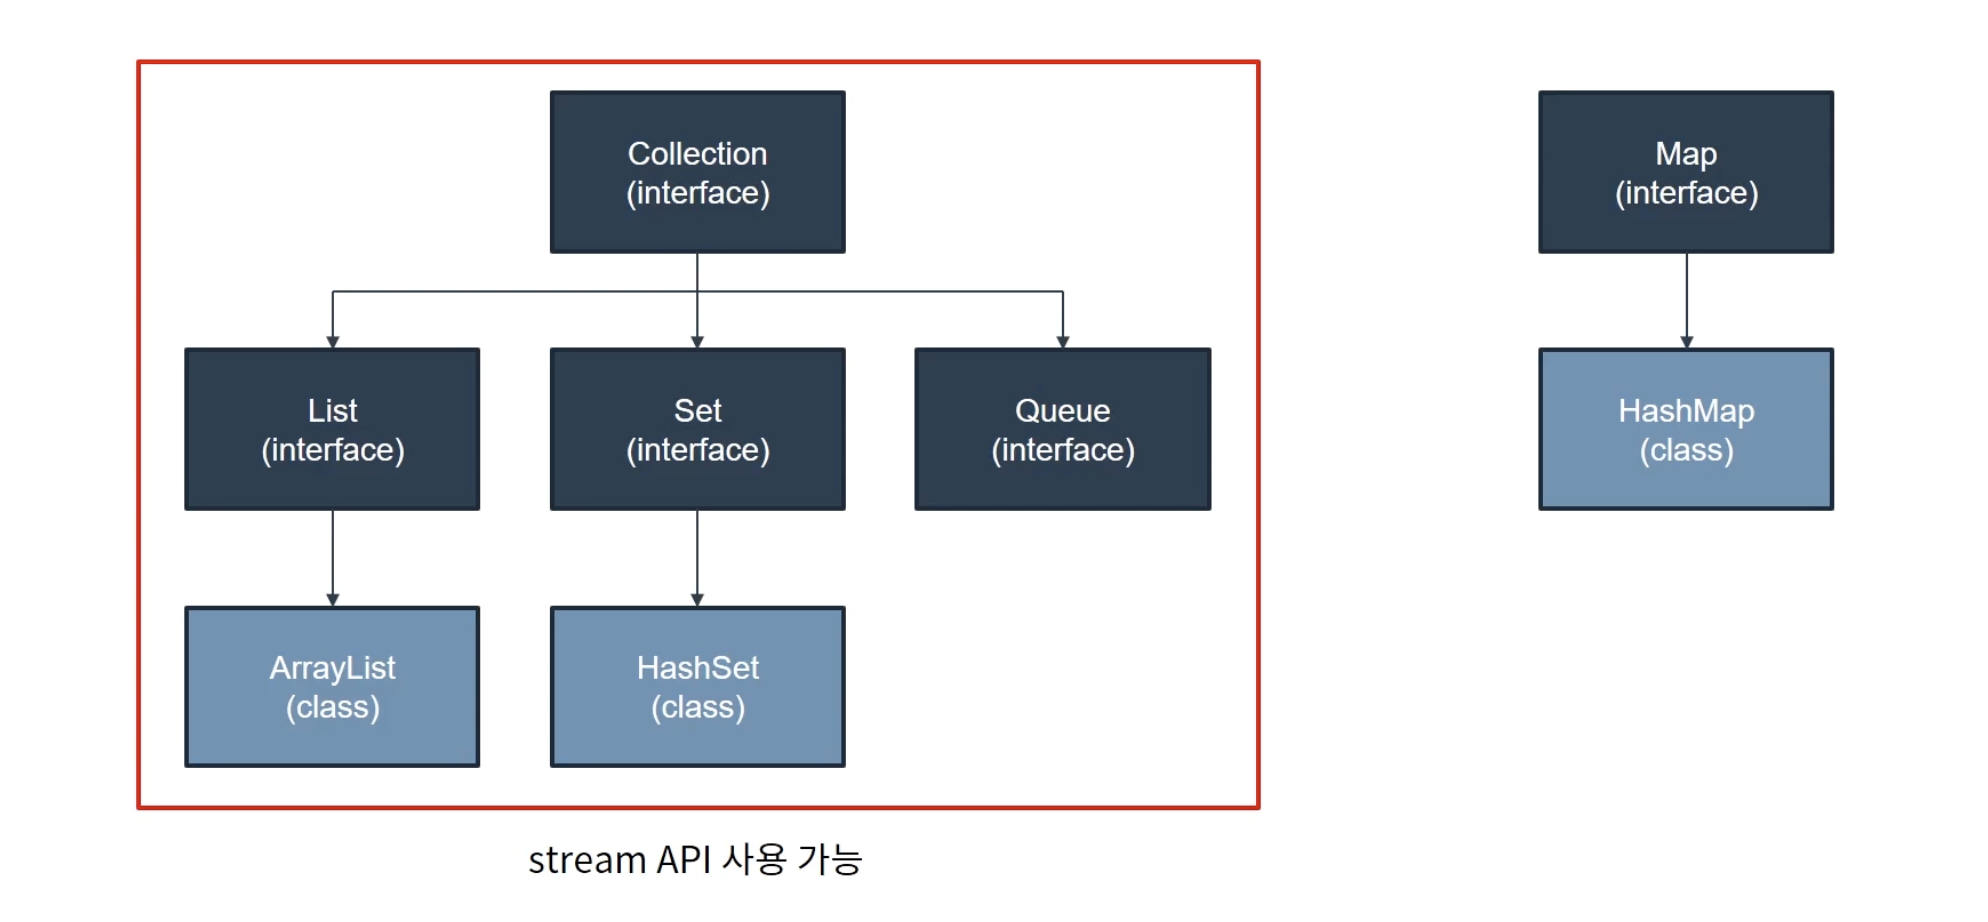 Collection
(interface)
Map
(interface)
List
(interface)
Set
(interface)
Queue
(interface)
HashMap
(class)
ArrayList
(class)
HashSet
(class)
stream API 사용 가능